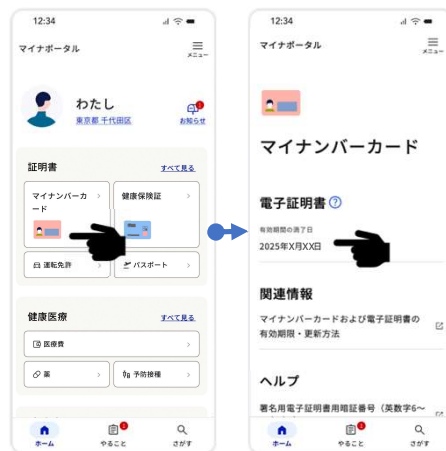 12:34
マイナポータル
メニュー
わたし
東京都 千代田区
お知らせ
証明書
すべて見る
マイナンバーカ
ード
健康保険証
運転免許
パスポート
健康医療
すべて見る
医療費
薬
予防接種
ホーム
やること
さがす
12:34
マイナポータル
メニュー
マイナンバーカード
電子証明書
有効期間の満了日
2025年X月XX日
関連情報
マイナンバーカードおよび電子証明書の
有効期限・更新方法
ヘルプ
署名用電子証明書用暗証番号（英数字6〜
ホーム
やること
さがす